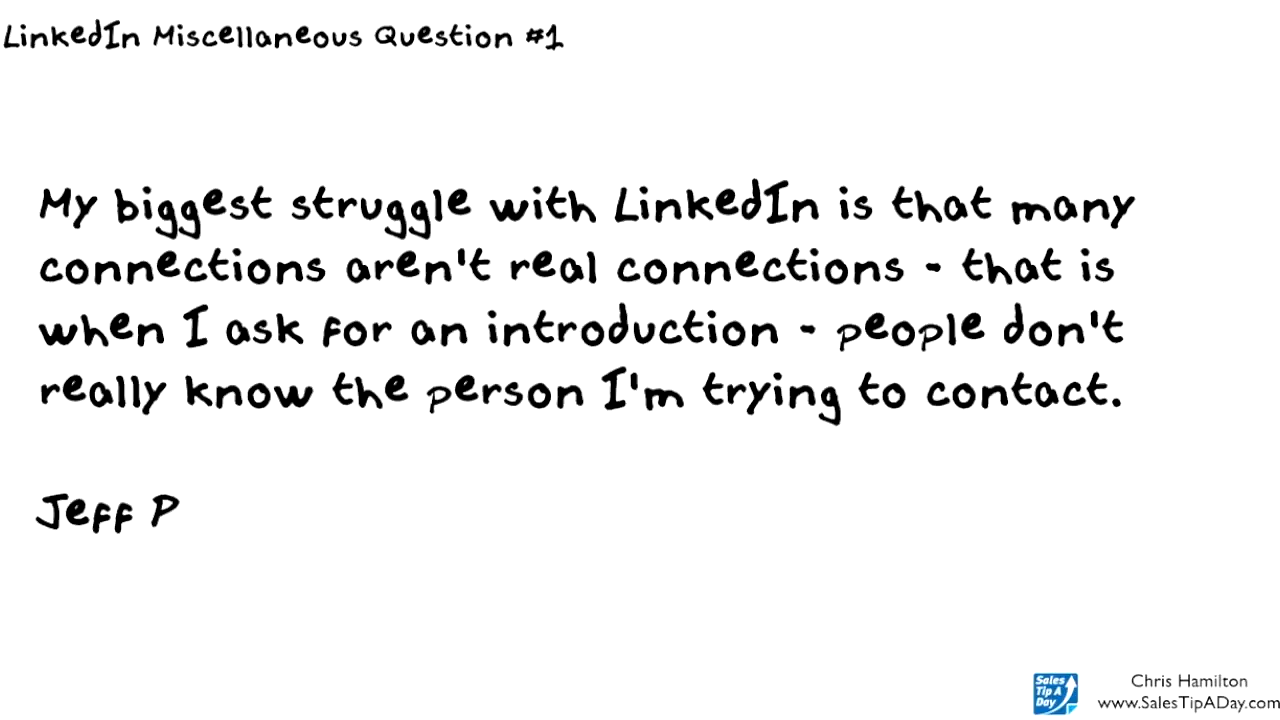 LinkedIn Miscellaneous Question #1
My biggest struggle with LinkedIn is that many
connections aren't real connections - that is
when I ask for an introduction - people don't
really know the person I'm trying to contact.
Jeff P
Sales
Tip A
Day
Chris Hamilton
www.SalesTipADay.com